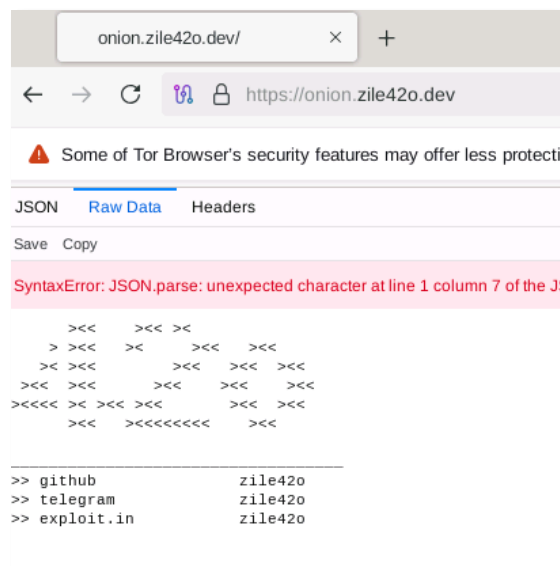 onion.zile42o.dev/
https://onion.zile42o.dev
Some of Tor Browser's security features may offer less protecti
JSON Raw Data Headers
Save Copy
SyntaxError: JSON.parse: unexpected character at line 1 column 7 of the J
      ><<    ><< ><
    > ><<   ><     ><<   ><<
   >< ><<        ><<   ><<  ><<
 ><<  ><<      ><<    ><<    ><<
><<<< >< ><< ><<       ><<  ><<
      ><<   ><<<<<<<<    ><<
___________________________________
>> github               zile42o
>> telegram             zile42o
>> exploit.in           zile42o